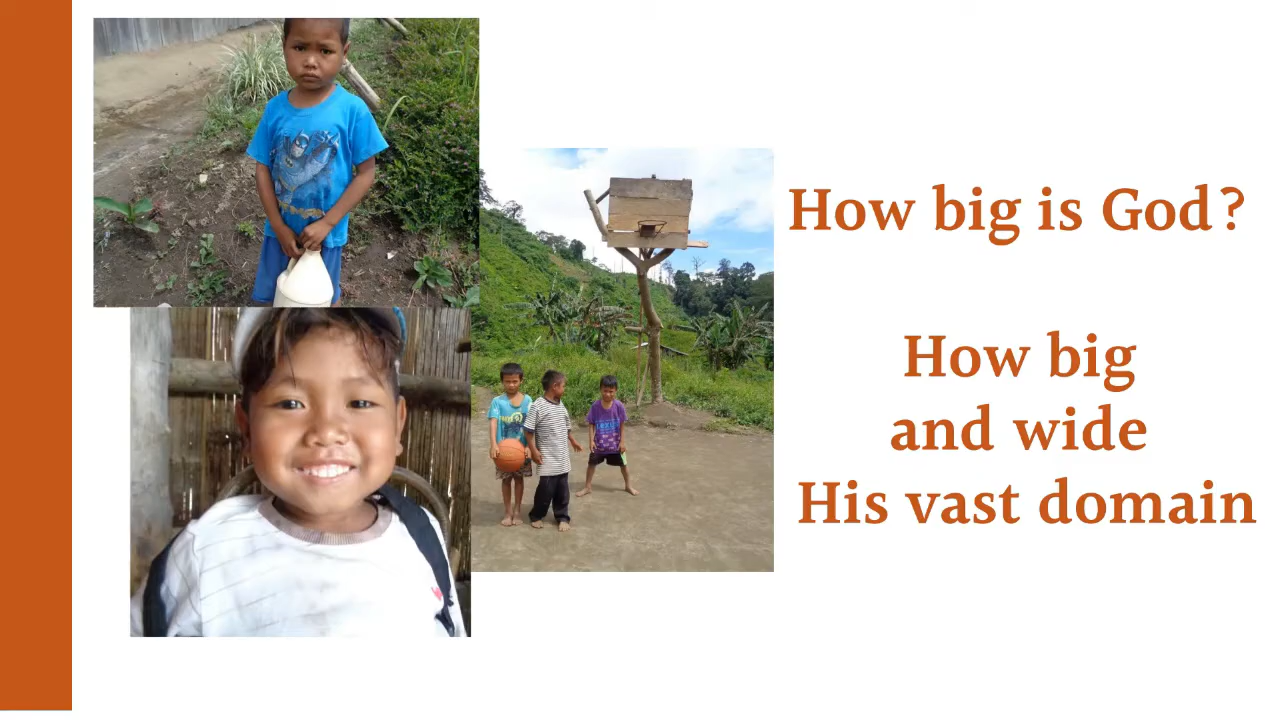 How big is God?
How big
and wide
His vast domain